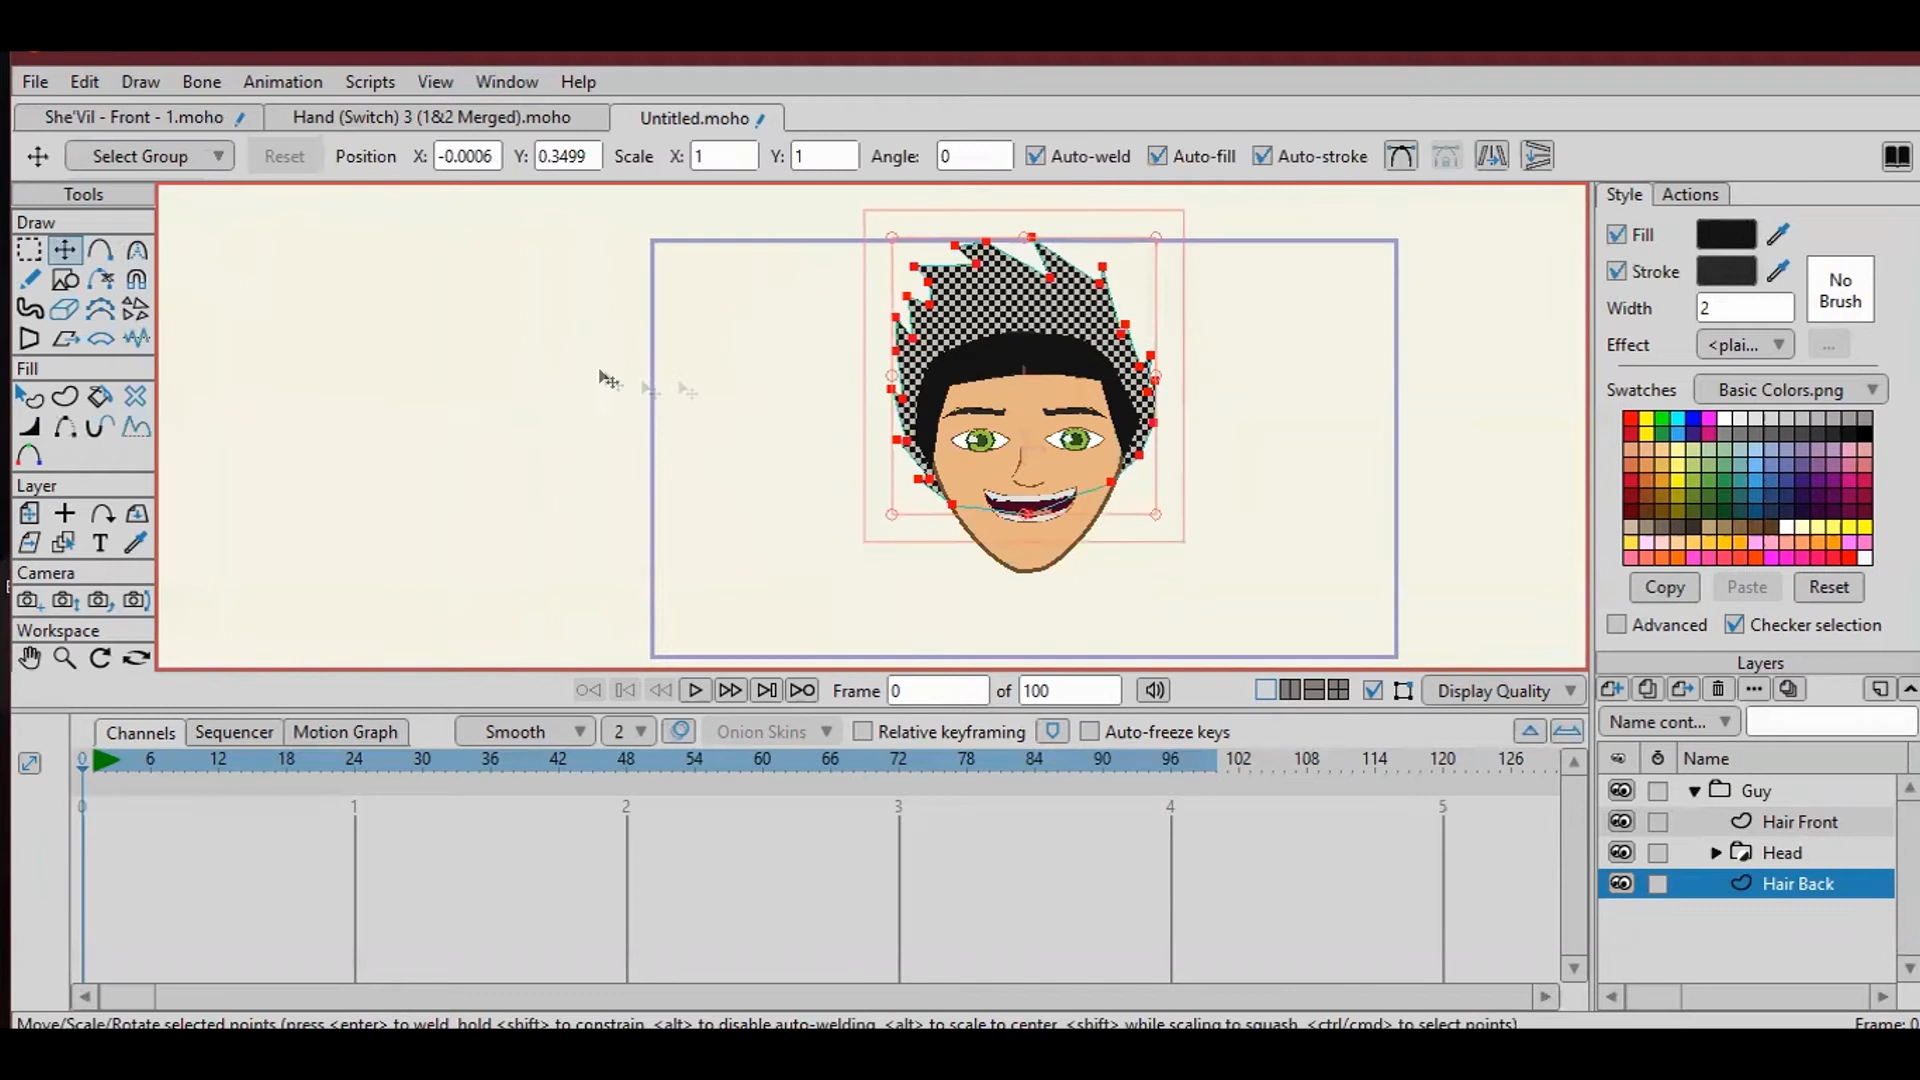 File Edit Draw Bone Animation Scripts View Window Help
She'Vil - Front - 1.moho Hand (Switch) 3 (1&2 Merged).moho Untitled.moho
Select Group Reset Position X: -0.0006 Y: 0.3499 Scale X: 1 Y: 1 Angle: 0 Auto-weld Auto-fill Auto-stroke
Tools
Draw
Fill
Layer
T
Camera
Workspace
Style Actions
Fill
Stroke
No
Brush
Width 2
Effect <plai... ...
Swatches Basic Colors.png
Copy Paste Reset
Advanced Checker selection
Layers
Frame 0 of 100 Display Quality
Name cont...
Channels Sequencer Motion Graph Smooth 2 Onion Skins Relative keyframing Auto-freeze keys
0 6 12 18 24 30 36 42 48 54 60 66 72 78 84 90 96 102 108 114 120 126
0 1 2 3 4 5
Name
Guy
Hair Front
Head
Hair Back
Move/Scale/Rotate selected points (press <enter> to weld, hold <shift> to constrain, <alt> to disable auto-welding, <alt> to scale to center, <shift> while scaling to squash, <ctrl/cmd> to select points)
Frame: 0